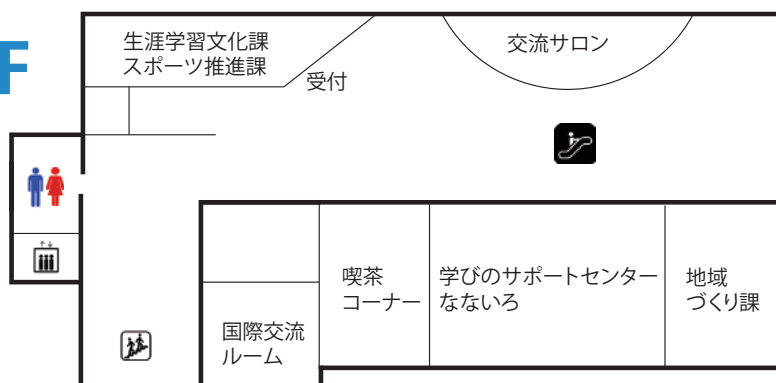 F
生涯学習文化課
スポーツ推進課
受付
交流サロン
喫茶
コーナー
学びのサポートセンター
なないろ
地域
づくり課
国際交流
ルーム